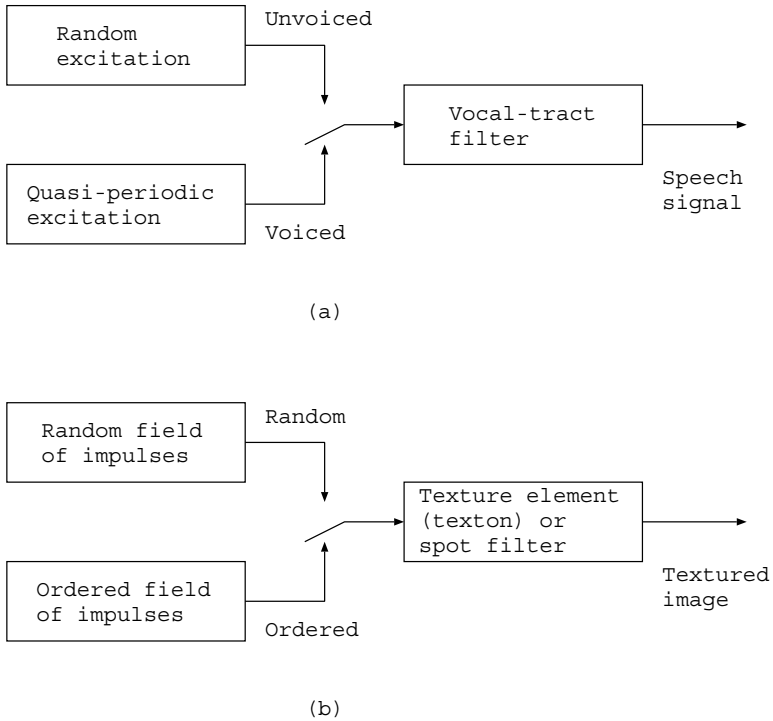 Random
excitation
Unvoiced
Vocal-tract
filter
Quasi-periodic
excitation
Voiced
Speech
signal
(a)
Random field
of impulses
Random
Texture element
(texton) or
spot filter
Ordered field
of impulses
Ordered
Textured
image
(b)